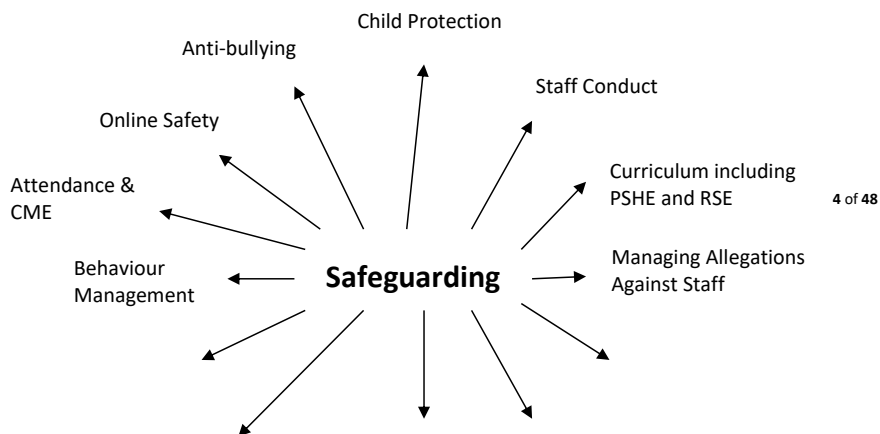 Child Protection
Anti-bullying
Staff Conduct
Online Safety
Curriculum including
PSHE and RSE
4 of 48
Attendance &
CME
Managing Allegations
Against Staff
Behaviour
Management
Safeguarding